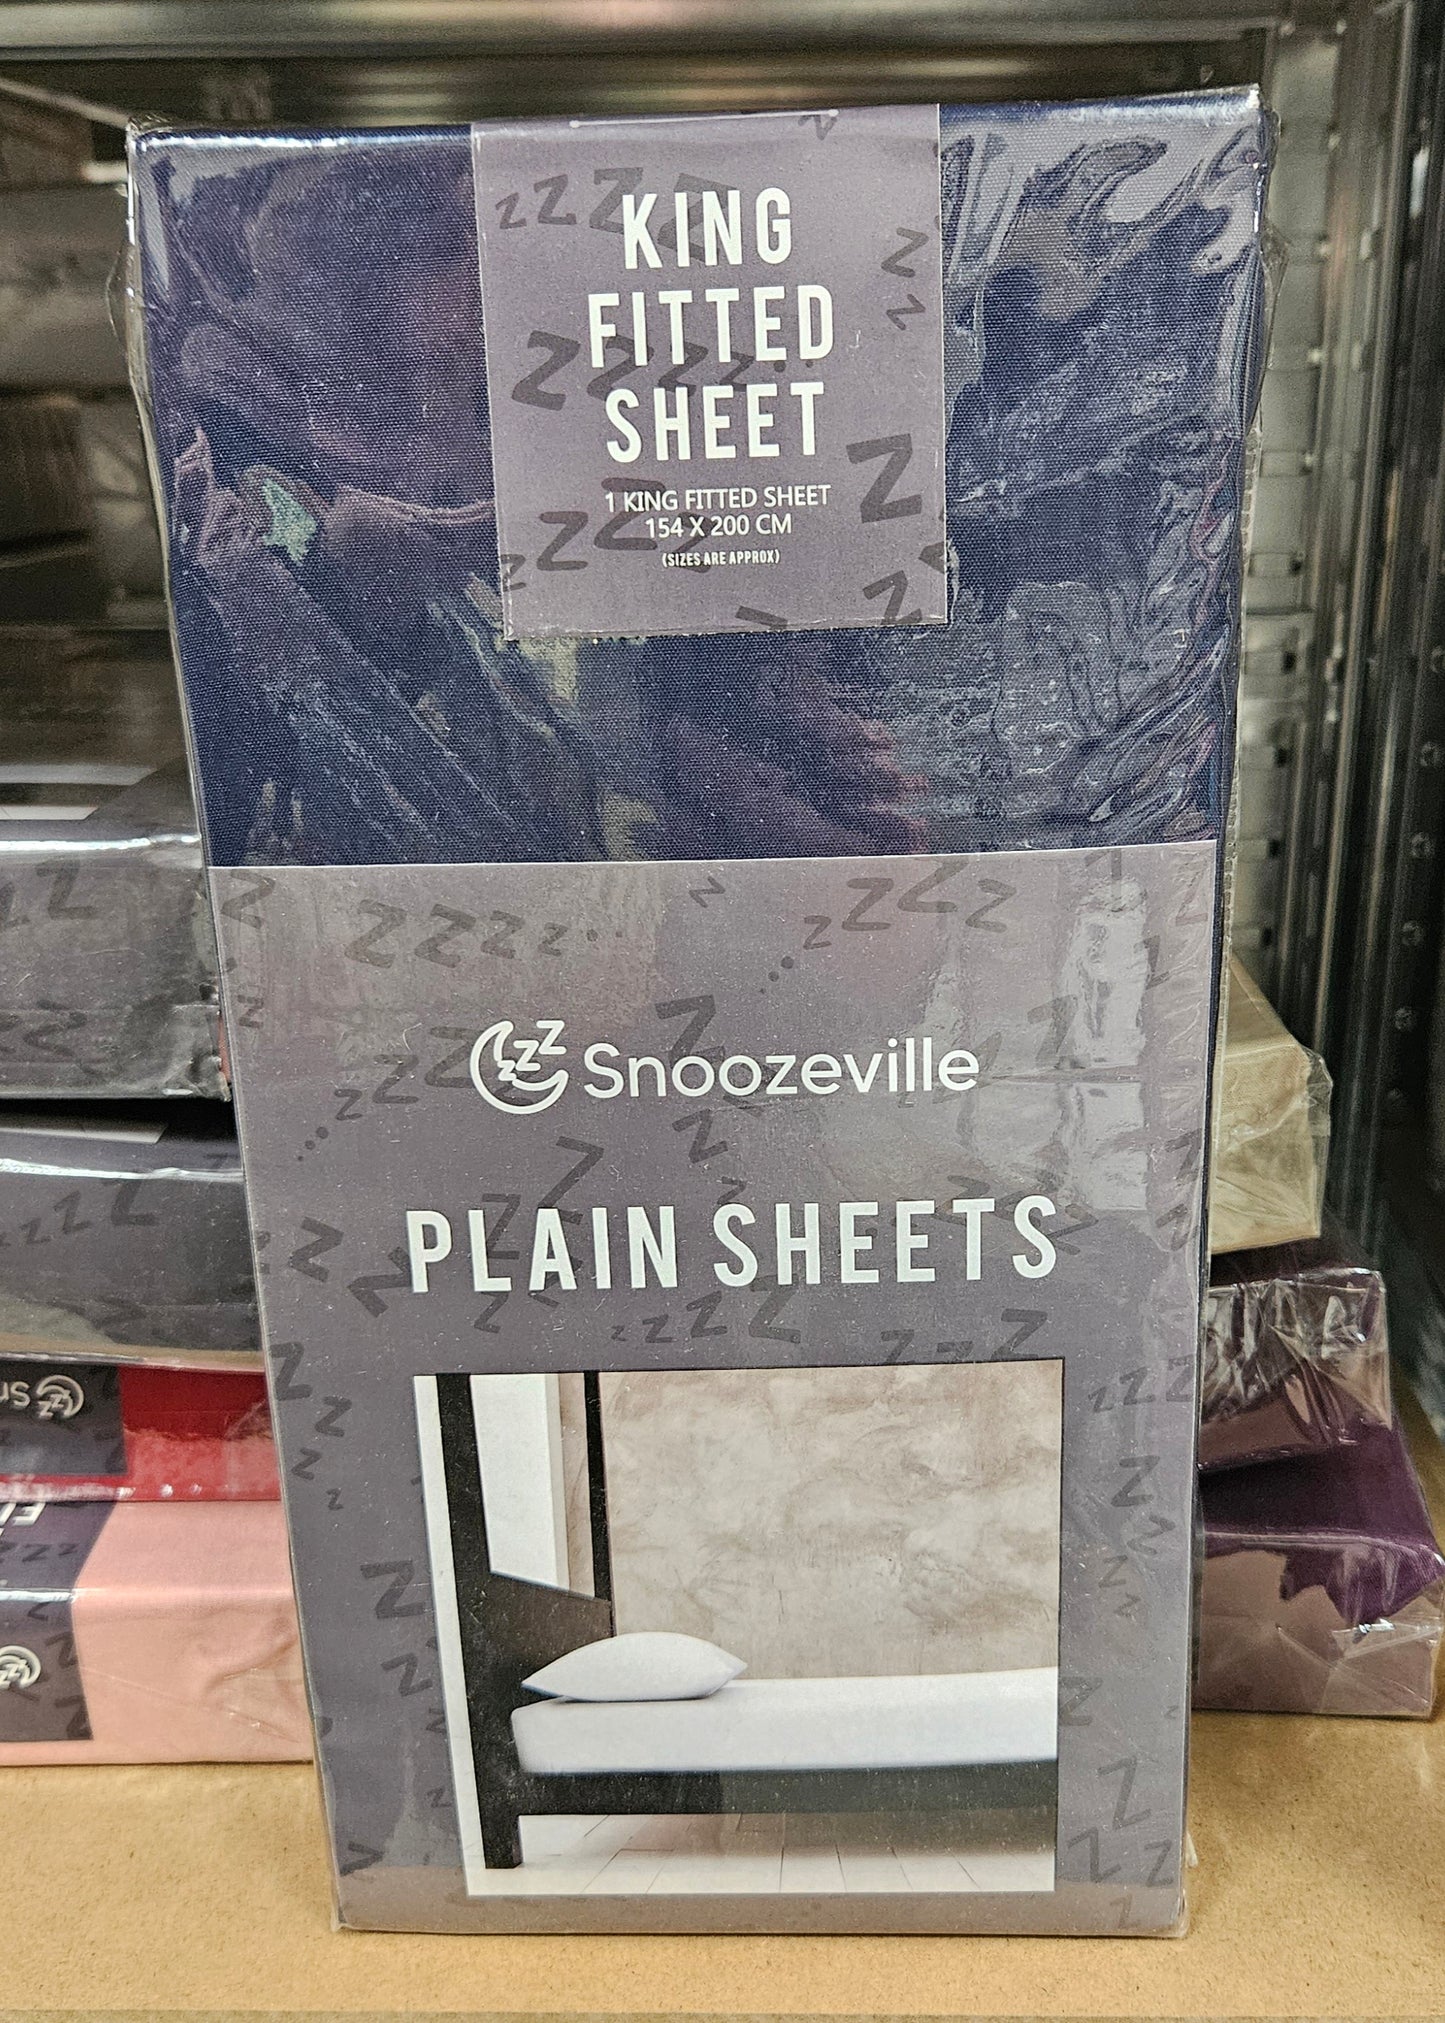 KING
FITTED
SHEET
1 KING FITTED SHEET
154 X 200 CM
(SIZES ARE APPROX)
Snoozeville
PLAIN SHEETS